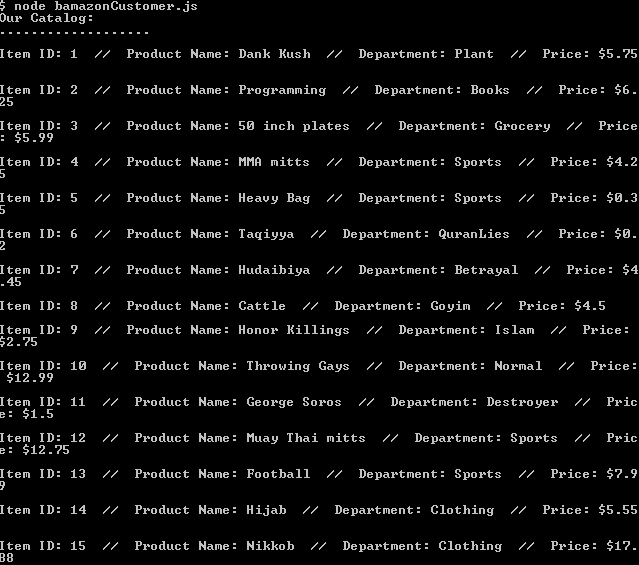 $ node bamazonCustomer.js
Our Catalog:
-------------------
Item ID: 1  //  Product Name: Dank Kush  //  Department: Plant  //  Price: $5.75
Item ID: 2  //  Product Name: Programming  //  Department: Books  //  Price: $6.
25
Item ID: 3  //  Product Name: 50 inch plates  //  Department: Grocery  //  Price
: $5.99
Item ID: 4  //  Product Name: MMA mitts  //  Department: Sports  //  Price: $4.2
5
Item ID: 5  //  Product Name: Heavy Bag  //  Department: Sports  //  Price: $0.3
5
Item ID: 6  //  Product Name: Taqiyya  //  Department: QuranLies  //  Price: $0.
2
Item ID: 7  //  Product Name: Hudaibiya  //  Department: Betrayal  //  Price: $4
.45
Item ID: 8  //  Product Name: Cattle  //  Department: Goyim  //  Price: $4.5
Item ID: 9  //  Product Name: Honor Killings  //  Department: Islam  //  Price:
$2.75
Item ID: 10  //  Product Name: Throwing Gays  //  Department: Normal  //  Price:
$12.99
Item ID: 11  //  Product Name: George Soros  //  Department: Destroyer  //  Pric
e: $1.5
Item ID: 12  //  Product Name: Muay Thai mitts  //  Department: Sports  //  Pric
e: $12.75
Item ID: 13  //  Product Name: Football  //  Department: Sports  //  Price: $7.9
9
Item ID: 14  //  Product Name: Hijab  //  Department: Clothing  //  Price: $5.55
Item ID: 15  //  Product Name: Nikkob  //  Department: Clothing  //  Price: $17.
88